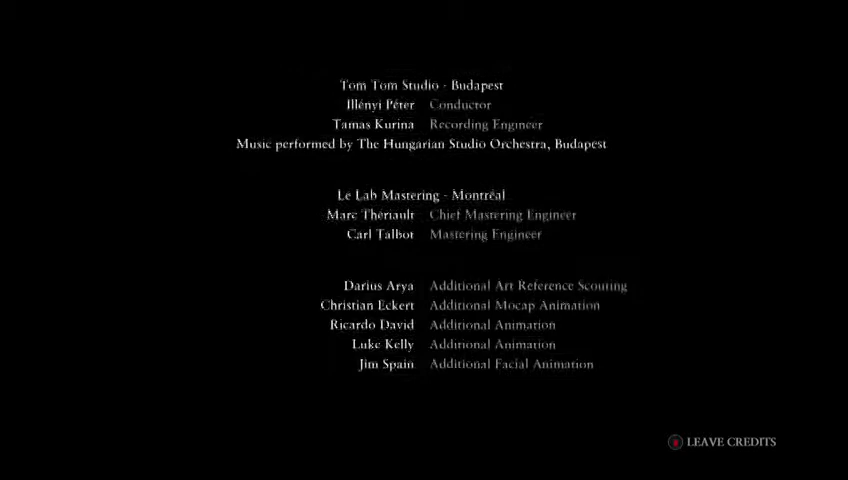 Tom Tom Studio - Budapest
Illényi Péter Conductor
Tamas Kurina Recording Engineer
Music performed by The Hungarian Studio Orchestra, Budapest
Le Lab Mastering - Montréal
Marc Thériault Chief Mastering Engineer
Carl Talbot Mastering Engineer
Darius Arya Additional Art Reference Scouting
Christian Eckert Additional Mocap Animation
Ricardo David Additional Animation
Luke Kelly Additional Animation
Jim Spain Additional Facial Animation
LEAVE CREDITS